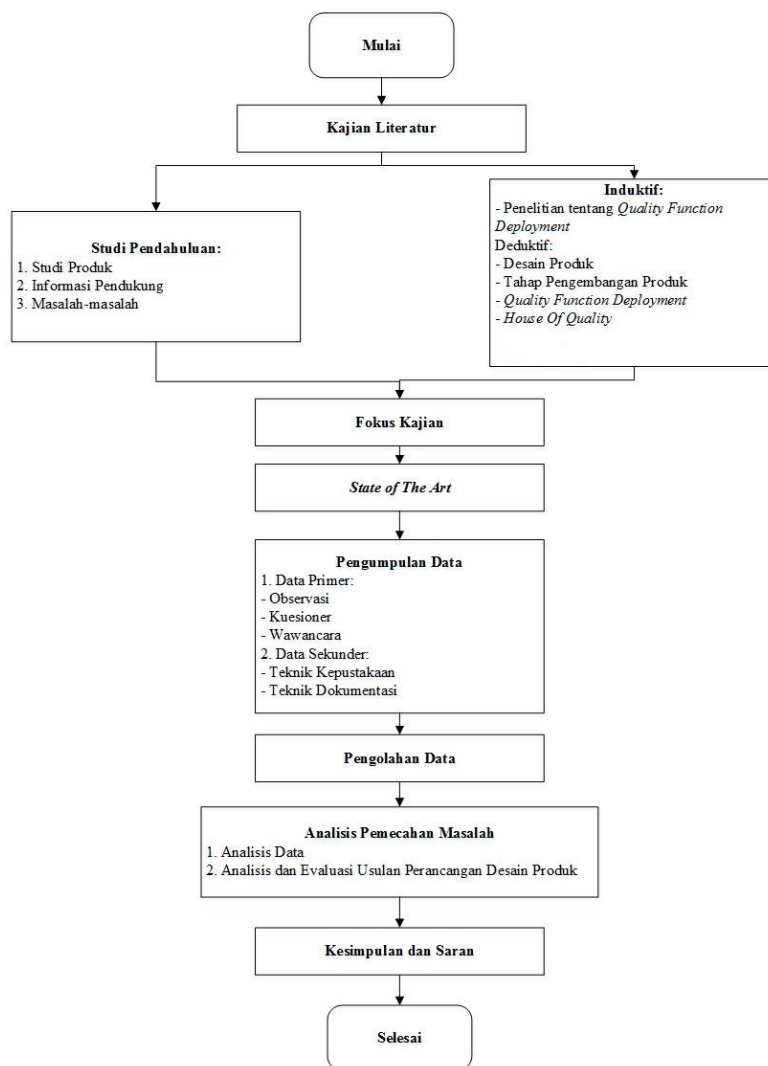 Mulai
Kajian Literatur
Studi Pendahuluan:
1. Studi Produk
2. Informasi Pendukung
3. Masalah-masalah
Induktif:
- Penelitian tentang Quality Function
Deployment
Deduktif:
- Desain Produk
- Tahap Pengembangan Produk
- Quality Function Deployment
- House Of Quality
Fokus Kajian
State of The Art
Pengumpulan Data
1. Data Primer:
- Observasi
- Kuesioner
- Wawancara
2. Data Sekunder:
- Teknik Kepustakaan
- Teknik Dokumentasi
Pengolahan Data
Analisis Pemecahan Masalah
1. Analisis Data
2. Analisis dan Evaluasi Usulan Perancangan Desain Produk
Kesimpulan dan Saran
Selesai